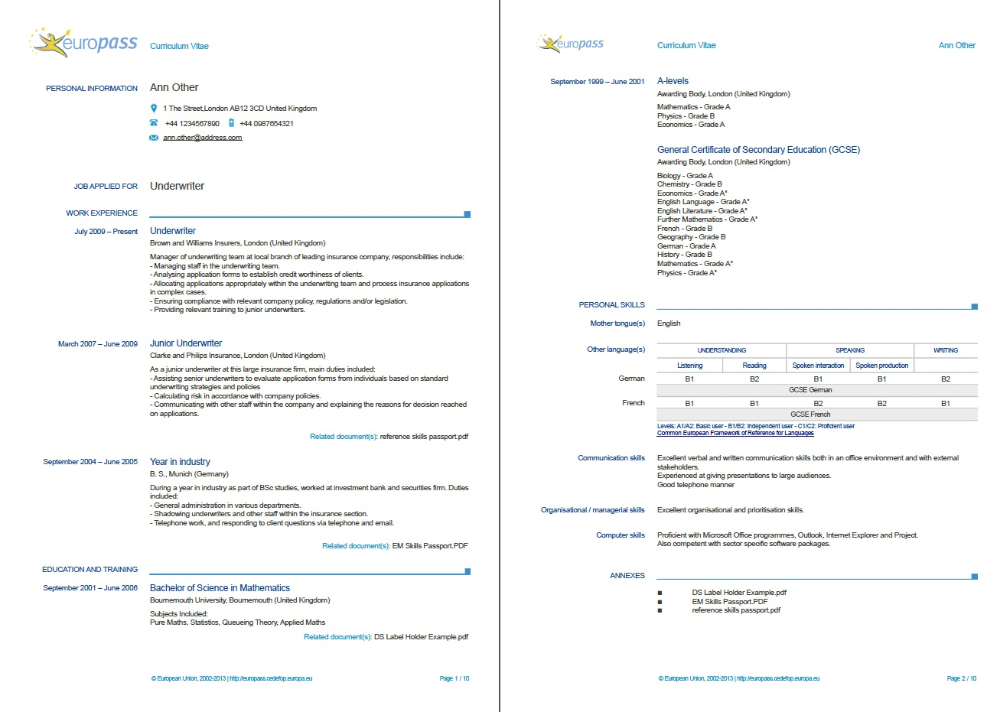 europass
Curriculum Vitae
PERSONAL INFORMATION
Ann Other
1 The Street,London AB12 3CD United Kingdom
+44 1234567890 +44 0987654321
ann.other@address.com
JOB APPLIED FOR
Underwriter
WORK EXPERIENCE
July 2009 – Present
Underwriter
Brown and Williams Insurers, London (United Kingdom)
Manager of underwriting team at local branch of leading insurance company, responsibilities include:
- Managing staff in the underwriting team.
- Analysing application forms to establish credit worthiness of clients.
- Allocating applications appropriately within the underwriting team and process insurance applications
in complex cases.
- Ensuring compliance with relevant company policy, regulations and/or legislation.
- Providing relevant training to junior underwriters.
March 2007 – June 2009
Junior Underwriter
Clarke and Philips Insurance, London (United Kingdom)
As a junior underwriter at this large insurance firm, main duties included:
- Assisting senior underwriters to evaluate application forms from individuals based on standard
underwriting strategies and policies
- Calculating risk in accordance with company policies.
- Communicating with other staff within the company and explaining the reasons for decision reached
on applications.
Related document(s): reference skills passport.pdf
September 2004 – June 2005
Year in industry
B. S., Munich (Germany)
During a year in industry as part of BSc studies, worked at investment bank and securities firm. Duties
included:
- General administration in various departments.
- Shadowing underwriters and other staff within the insurance section.
- Telephone work, and responding to client questions via telephone and email.
Related document(s): EM Skills Passport.PDF
EDUCATION AND TRAINING
September 2001 – June 2006
Bachelor of Science in Mathematics
Bournemouth University, Bournemouth (United Kingdom)
Subjects Included:
Pure Maths, Statistics, Queueing Theory, Applied Maths
Related document(s): DS Label Holder Example.pdf
© European Union, 2002-2013 | http://europass.cedefop.europa.eu
Page 1 / 10
europass
Curriculum Vitae
Ann Other
September 1999 – June 2001
A-levels
Awarding Body, London (United Kingdom)
Mathematics - Grade A
Physics - Grade B
Economics - Grade A
General Certificate of Secondary Education (GCSE)
Awarding Body, London (United Kingdom)
Biology - Grade A
Chemistry - Grade B
Economics - Grade A*
English Language - Grade A*
English Literature - Grade A*
Further Mathematics - Grade A*
French - Grade B
Geography - Grade B
German - Grade A
History - Grade B
Mathematics - Grade A*
Physics - Grade A*
PERSONAL SKILLS
Mother tongue(s)
English
Other language(s)
UNDERSTANDING SPEAKING WRITING
Listening Reading Spoken interaction Spoken production
German B1 B2 B1 B1 B2
GCSE German
French B1 B1 B2 B2 B1
GCSE French
Levels: A1/A2: Basic user - B1/B2: Independent user - C1/C2: Proficient user
Common European Framework of Reference for Languages
Communication skills
Excellent verbal and written communication skills both in an office environment and with external
stakeholders.
Experienced at giving presentations to large audiences.
Good telephone manner
Organisational / managerial skills
Excellent organisational and prioritisation skills.
Computer skills
Proficient with Microsoft Office programmes, Outlook, Internet Explorer and Project.
Also competent with sector specific software packages.
ANNEXES
■ DS Label Holder Example.pdf
■ EM Skills Passport.PDF
■ reference skills passport.pdf
© European Union, 2002-2013 | http://europass.cedefop.europa.eu
Page 2 / 10